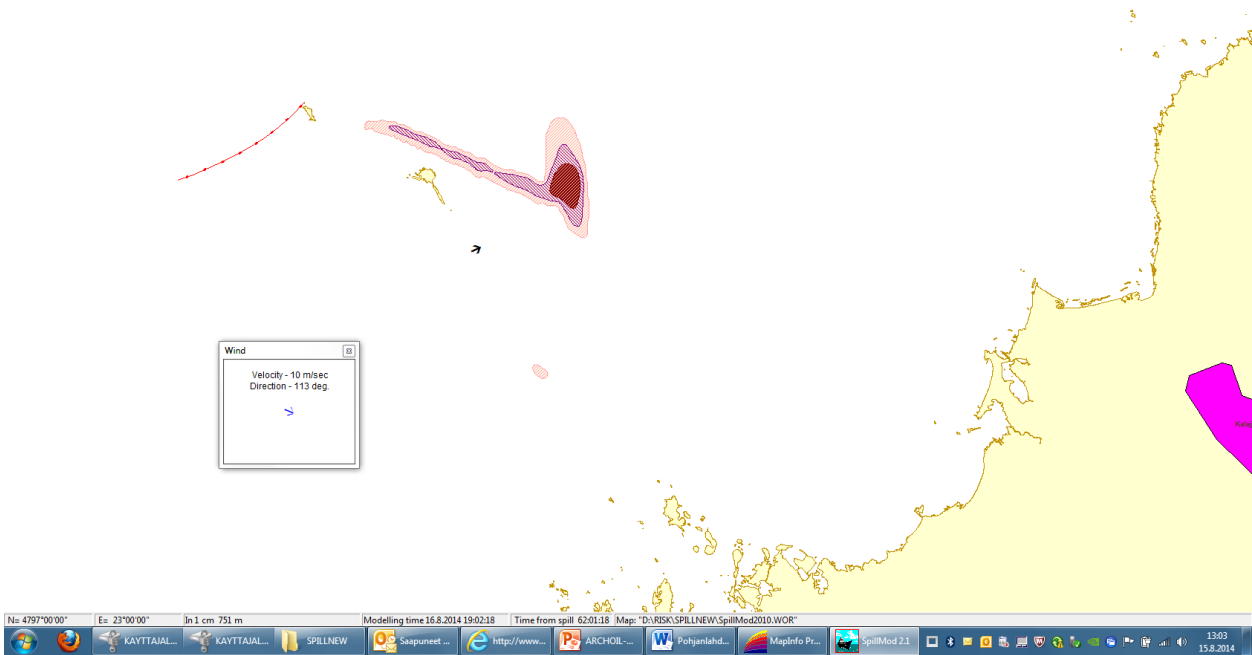 Wind
Velocity - 10 m/sec
Direction - 113 deg.
N= 4797°00'00" E= 23°00'00" In 1 cm 751 m Modelling time 16.8.2014 19:02:18 Time from spill 62:01:18 Map: "D:\RISK\SPILLNEW\SpillMod2010.WOR"
KAYTTAJAL... KAYTTAJAL... SPILLNEW Saapuneet ... http://www... ARCHOIL-... Pohjanlahd... MapInfo Pr... SpillMod 2.1 13:03
15.8.2014